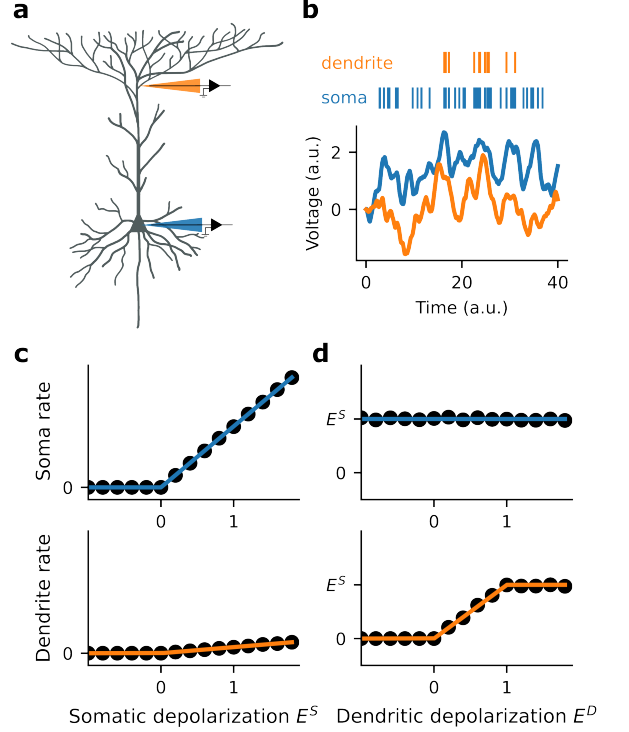 a
b
dendrite
soma
Voltage (a.u.)
2
0
0
20
40
Time (a.u.)
c
d
Soma rate
0
0
1
E^S
0
0
1
Dendrite rate
0
0
1
Somatic depolarization E^S
E^S
0
0
1
Dendritic depolarization E^D